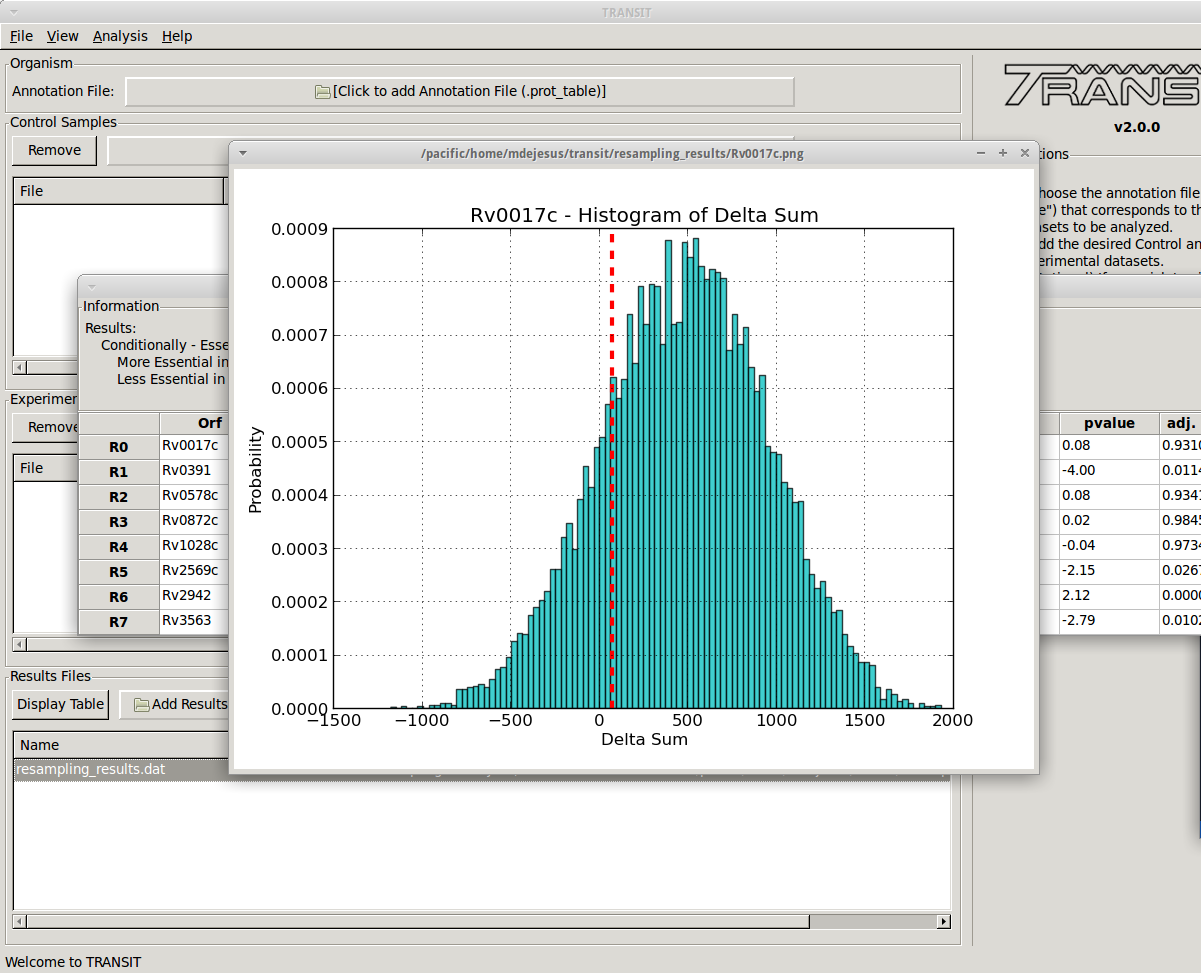 TRANSIT
File View Analysis Help
Organism
Annotation File: [Click to add Annotation File (.prot_table)]
TRANS
v2.0.0
Control Samples
Remove
File
/pacific/home/mdejesus/transit/resampling_results/Rv0017c.png
Rv0017c - Histogram of Delta Sum
0.0009
0.0008
0.0007
0.0006
0.0005
0.0004
0.0003
0.0002
0.0001
0.0000
Probability
−1500 −1000 −500 0 500 1000 1500 2000
Delta Sum
tions
hoose the annotation file
e") that corresponds to th
asets to be analyzed.
dd the desired Control an
erimental datasets.
Information
Results:
Conditionally - Esse
More Essential in
Less Essential in
Experimen
Remove
File
Orf pvalue adj.
R0 Rv0017c 0.08 0.931
R1 Rv0391 -4.00 0.0114
R2 Rv0578c 0.08 0.934
R3 Rv0872c 0.02 0.984
R4 Rv1028c -0.04 0.973
R5 Rv2569c -2.15 0.0267
R6 Rv2942 2.12 0.000
R7 Rv3563 -2.79 0.0102
Results Files
Display Table Add Results
Name
resampling_results.dat
Welcome to TRANSIT